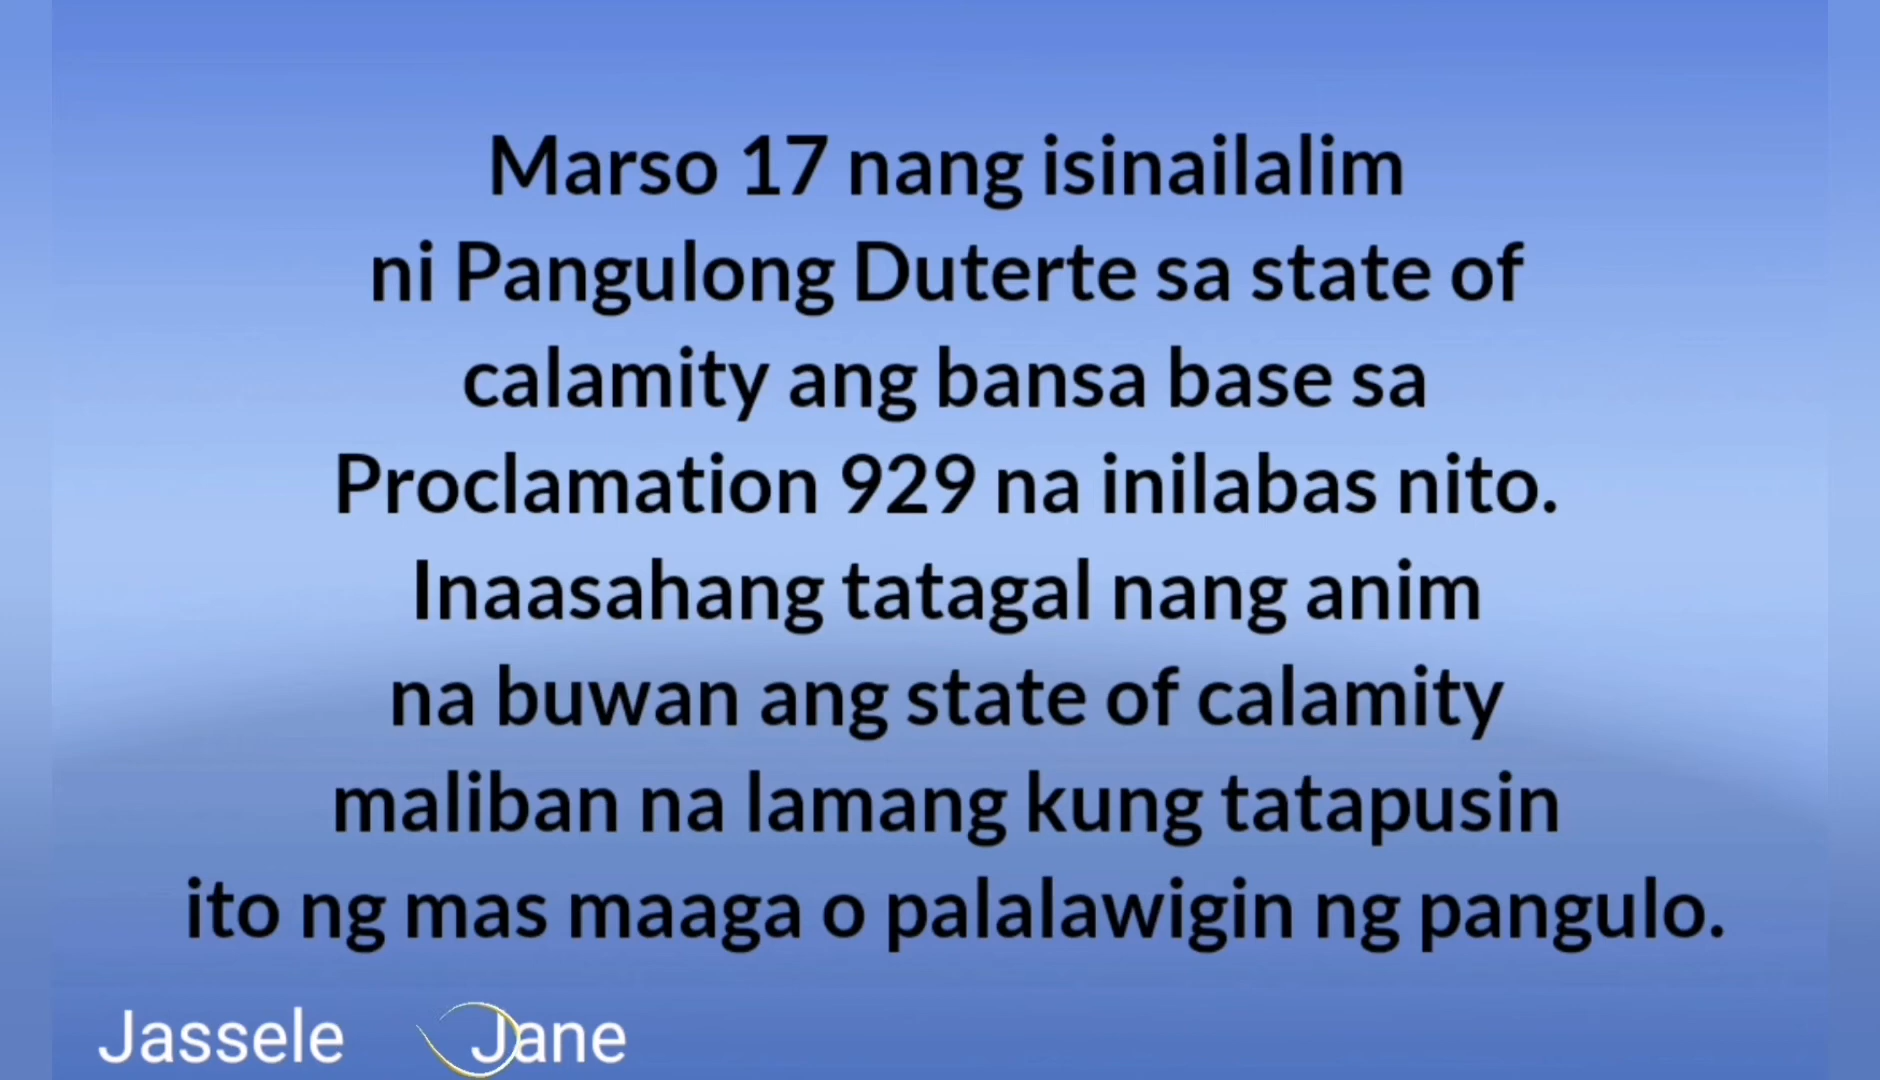 Marso 17 nang isinailalim
ni Pangulong Duterte sa state of
calamity ang bansa base sa
Proclamation 929 na inilabas nito.
Inaasahang tatagal nang anim
na buwan ang state of calamity
maliban na lamang kung tatapusin
ito ng mas maaga o palalawigin ng pangulo.
Jassele Jane